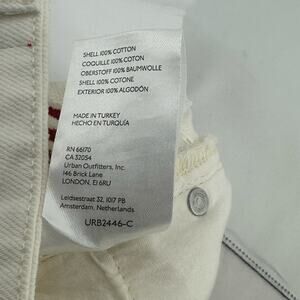 SHELL 100% COTTON
COQUILLE 100% COTON
OBERSTOFF 100% BAUMWOLLE
SHELL 100% COTONE
EXTERIOR 100% ALGODÓN
MADE IN TURKEY
HECHO EN TURQUÍA
RN 66170
CA 32054
Urban Outfitters, Inc.
146 Brick Lane
LONDON, E1 6RU
Leidsestraat 32, 1017 PB
Amsterdam, Netherlands
URB2446-C